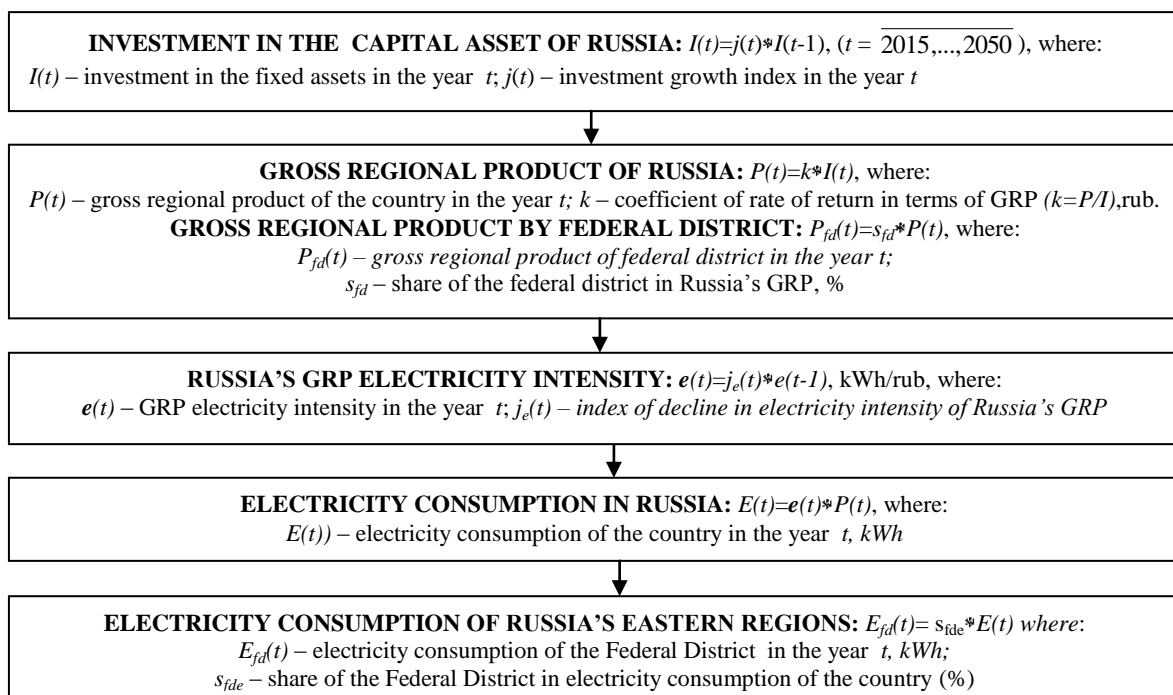 INVESTMENT IN THE CAPITAL ASSET OF RUSSIA: I(t)=j(t)*I(t-1), (t = 2015,...,2050 ), where:
I(t) – investment in the fixed assets in the year t; j(t) – investment growth index in the year t
GROSS REGIONAL PRODUCT OF RUSSIA: P(t)=k*I(t), where:
P(t) – gross regional product of the country in the year t; k – coefficient of rate of return in terms of GRP (k=P/I),rub.
GROSS REGIONAL PRODUCT BY FEDERAL DISTRICT: Pfd(t)=sfd*P(t), where:
Pfd(t) – gross regional product of federal district in the year t;
sfd – share of the federal district in Russia’s GRP, %
RUSSIA’S GRP ELECTRICITY INTENSITY: e(t)=je(t)*e(t-1), kWh/rub, where:
e(t) – GRP electricity intensity in the year t; je(t) – index of decline in electricity intensity of Russia’s GRP
ELECTRICITY CONSUMPTION IN RUSSIA: E(t)=e(t)*P(t), where:
E(t)) – electricity consumption of the country in the year t, kWh
ELECTRICITY CONSUMPTION OF RUSSIA’S EASTERN REGIONS: Efd(t)= sfde*E(t) where:
Efd(t) – electricity consumption of the Federal District in the year t, kWh;
sfde – share of the Federal District in electricity consumption of the country (%)